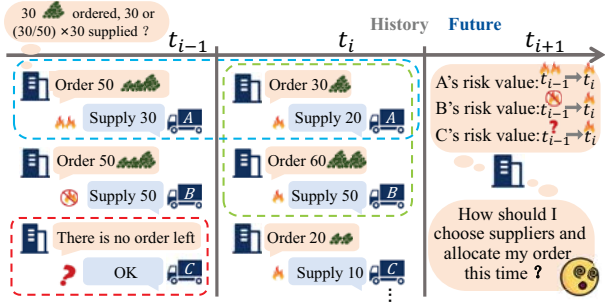 30 ordered, 30 or
(30/50) ×30 supplied ?
History Future
t_{i-1} t_i t_{i+1}
Order 50
Supply 30 A
Order 50
Supply 50 B
There is no order left
? OK C
Order 30
Supply 20 A
Order 60
Supply 50 B
Order 20
Supply 10 C
⋮
A's risk value: t_{i-1} → t_i
B's risk value: t_{i-1} → t_i
?
C's risk value: t_{i-1} → t_i
How should I
choose suppliers and
allocate my order
this time ?